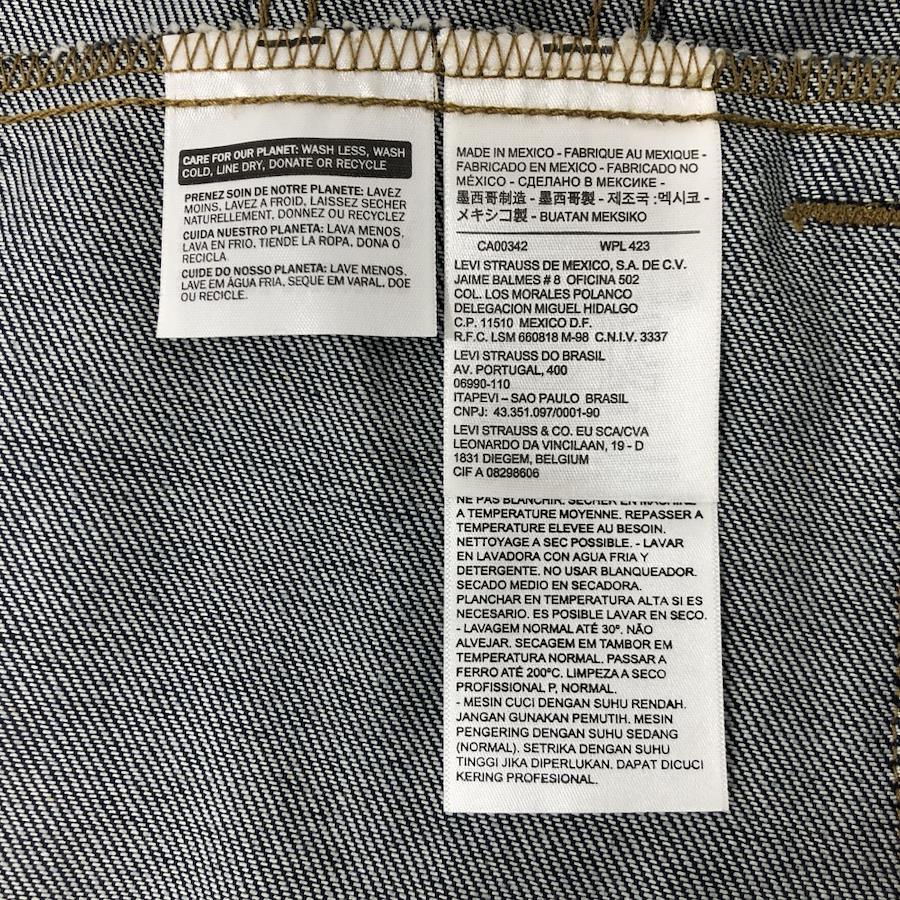 CARE FOR OUR PLANET: WASH LESS, WASH
COLD, LINE DRY, DONATE OR RECYCLE
PRENEZ SOIN DE NOTRE PLANETE: LAVEZ
MOINS, LAVEZ A FROID, LAISSEZ SECHER
NATURELLEMENT, DONNEZ OU RECYCLEZ
CUIDA NUESTRO PLANETA: LAVA MENOS,
LAVA EN FRIO, TIENDE LA ROPA, DONA O
RECICLA
CUIDE DO NOSSO PLANETA: LAVE MENOS,
LAVE EM ÁGUA FRIA, SEQUE EM VARAL, DOE
OU RECICLE.
MADE IN MEXICO - FABRIQUE AU MEXIQUE -
FABRICADO EN MEXICO - FABRICADO NO
MÉXICO - СДЕЛАНО В МЕКСИКЕ -
墨西哥制造 - 墨西哥製 - 제조국 :멕시코 -
メキシコ製 - BUATAN MEKSIKO
CA00342 WPL 423
LEVI STRAUSS DE MEXICO, S.A. DE C.V.
JAIME BALMES # 8 OFICINA 502
COL. LOS MORALES POLANCO
DELEGACION MIGUEL HIDALGO
C.P. 11510 MEXICO D.F.
R.F.C. LSM 660818 M-98 C.N.I.V. 3337
LEVI STRAUSS DO BRASIL
AV. PORTUGAL, 400
06990-110
ITAPEVI – SAO PAULO BRASIL
CNPJ: 43.351.097/0001-90
LEVI STRAUSS & CO. EU SCA/CVA
LEONARDO DA VINCILAAN, 19 - D
1831 DIEGEM, BELGIUM
CIF A 08298606
NE PAS BLANCHIR. SECHER EN MACHINE
A TEMPERATURE MOYENNE. REPASSER A
TEMPERATURE ELEVEE AU BESOIN.
NETTOYAGE A SEC POSSIBLE. - LAVAR
EN LAVADORA CON AGUA FRIA Y
DETERGENTE. NO USAR BLANQUEADOR.
SECADO MEDIO EN SECADORA.
PLANCHAR EN TEMPERATURA ALTA SI ES
NECESARIO. ES POSIBLE LAVAR EN SECO.
- LAVAGEM NORMAL ATÉ 30º. NÃO
ALVEJAR. SECAGEM EM TAMBOR EM
TEMPERATURA NORMAL. PASSAR A
FERRO ATÉ 200ºC. LIMPEZA A SECO
PROFISSIONAL P, NORMAL.
- MESIN CUCI DENGAN SUHU RENDAH.
JANGAN GUNAKAN PEMUTIH. MESIN
PENGERING DENGAN SUHU SEDANG
(NORMAL). SETRIKA DENGAN SUHU
TINGGI JIKA DIPERLUKAN. DAPAT DICUCI
KERING PROFESIONAL.